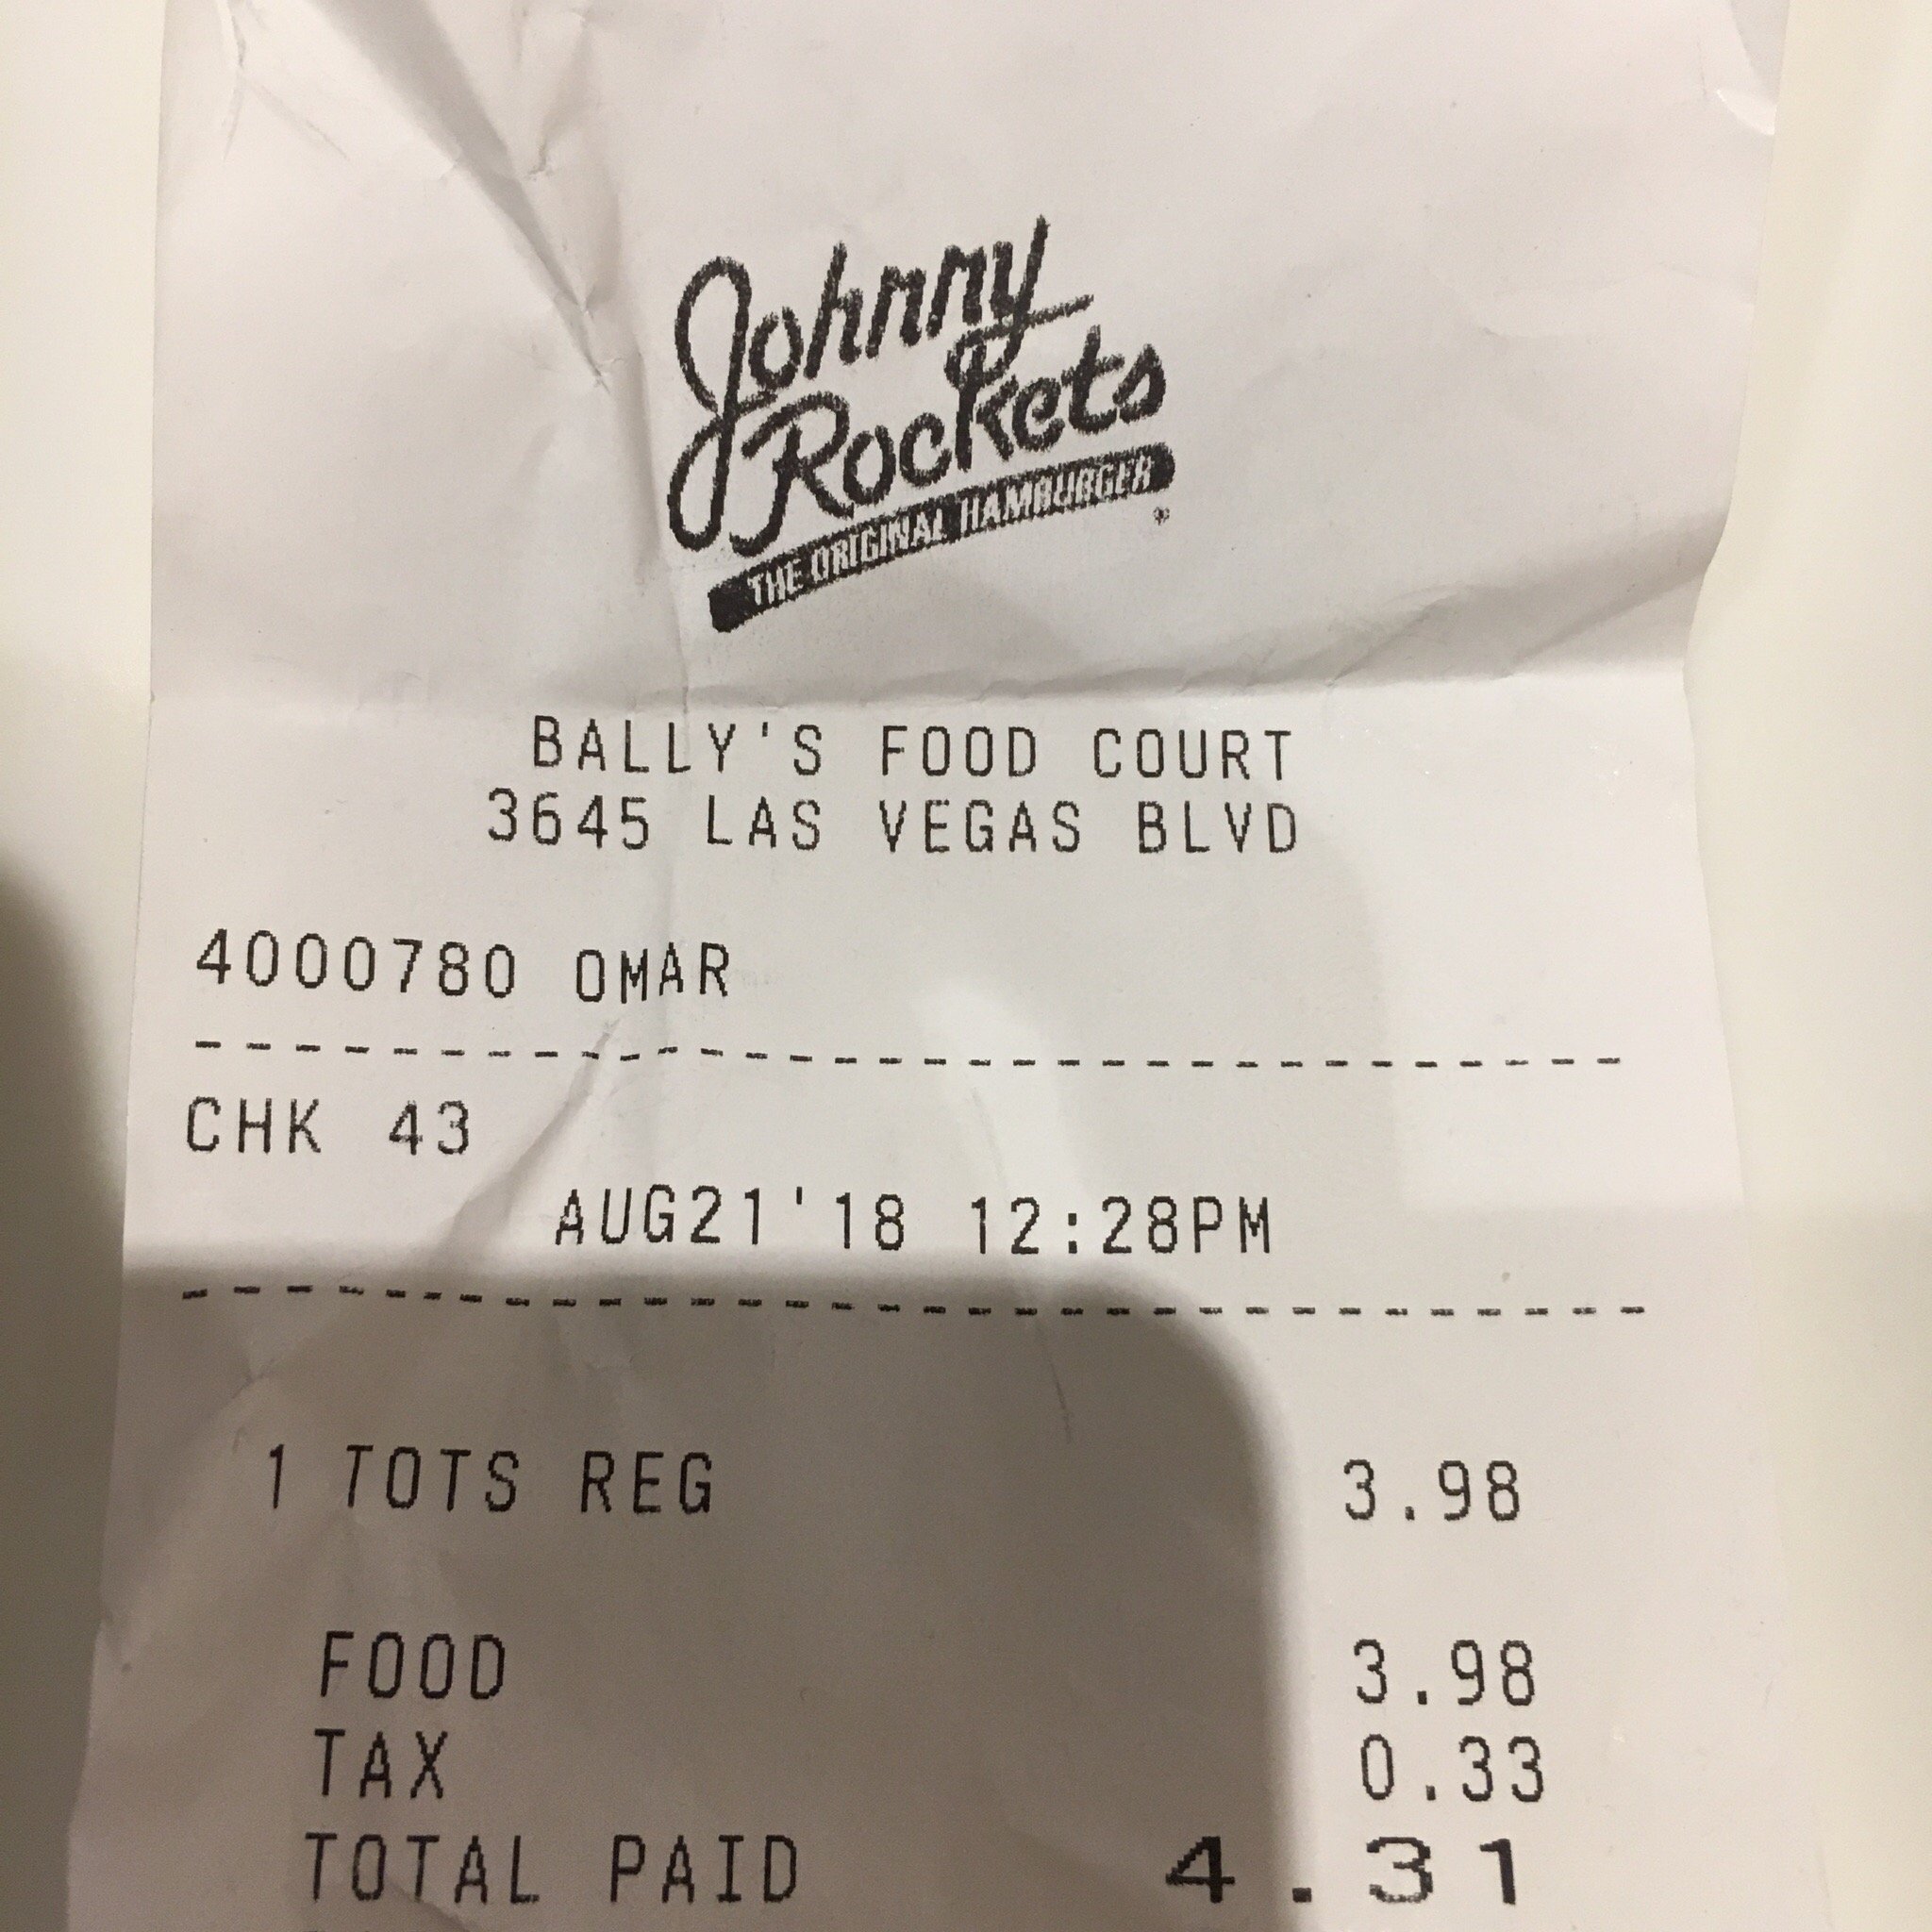 Johnny
Rockets
THE ORIGINAL HAMBURGER
BALLY'S FOOD COURT
3645 LAS VEGAS BLVD
4000780 OMAR
------------------------------
CHK 43
AUG21'18 12:28PM
------------------------------
1 TOTS REG 3.98
FOOD 3.98
TAX 0.33
TOTAL PAID 4.31